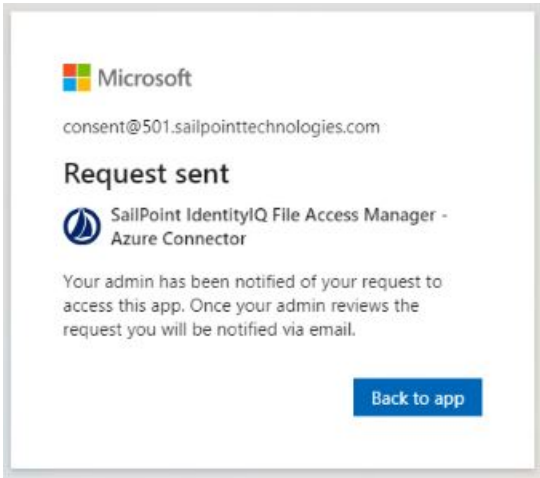 Microsoft
consent@501.sailpointtechnologies.com
Request sent
SailPoint IdentityIQ File Access Manager -
Azure Connector
Your admin has been notified of your request to
access this app. Once your admin reviews the
request you will be notified via email.
Back to app